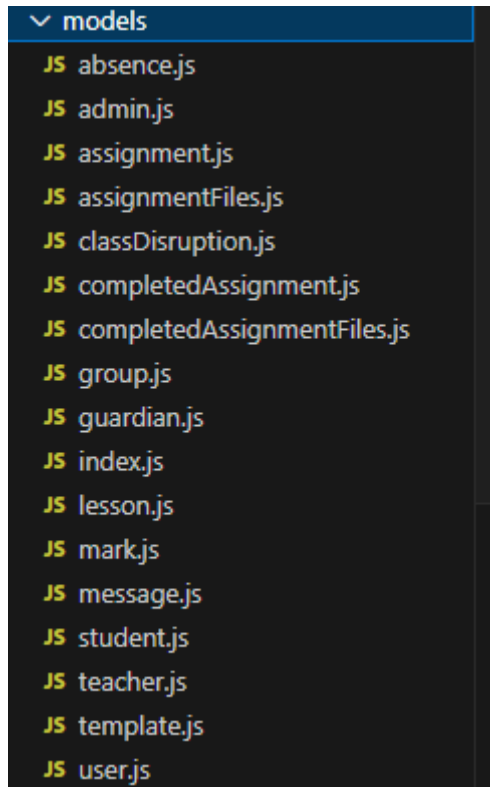 models
JS absence.js
JS admin.js
JS assignment.js
JS assignmentFiles.js
JS classDisruption.js
JS completedAssignment.js
JS completedAssignmentFiles.js
JS group.js
JS guardian.js
JS index.js
JS lesson.js
JS mark.js
JS message.js
JS student.js
JS teacher.js
JS template.js
JS user.js